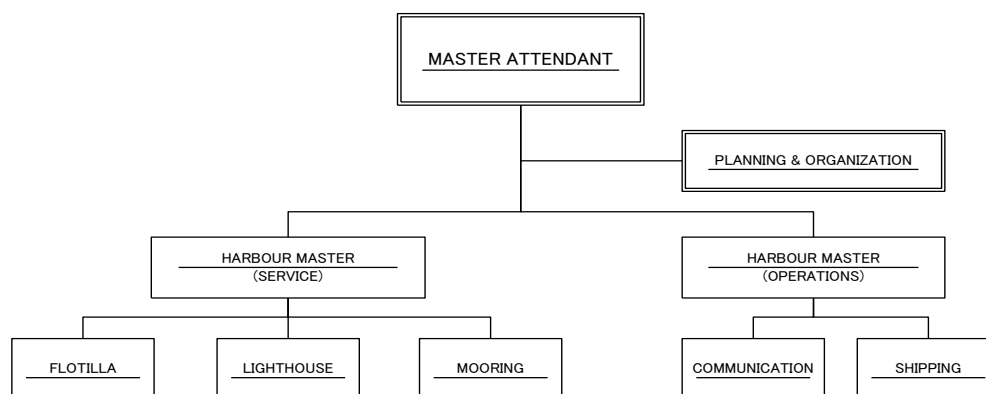 MASTER ATTENDANT
PLANNING & ORGANIZATION
HARBOUR MASTER
(SERVICE)
HARBOUR MASTER
(OPERATIONS)
FLOTILLA
LIGHTHOUSE
MOORING
COMMUNICATION
SHIPPING